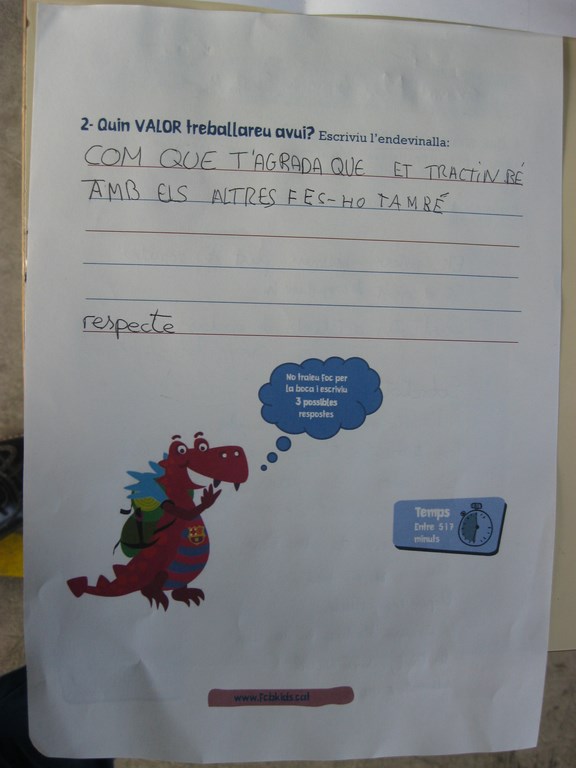 2- Quin VALOR treballareu avui? Escriviu l'endevinalla:
COM QUE T'AGRADA QUE ET TRACTIN BÉ
AMB ELS ALTRES FES-HO TAMBÉ
respecte
No traieu foc per
la boca i escriviu
3 possibles
respostes
Temps
Entre 5 i 7
minuts
www.fcbkids.cat